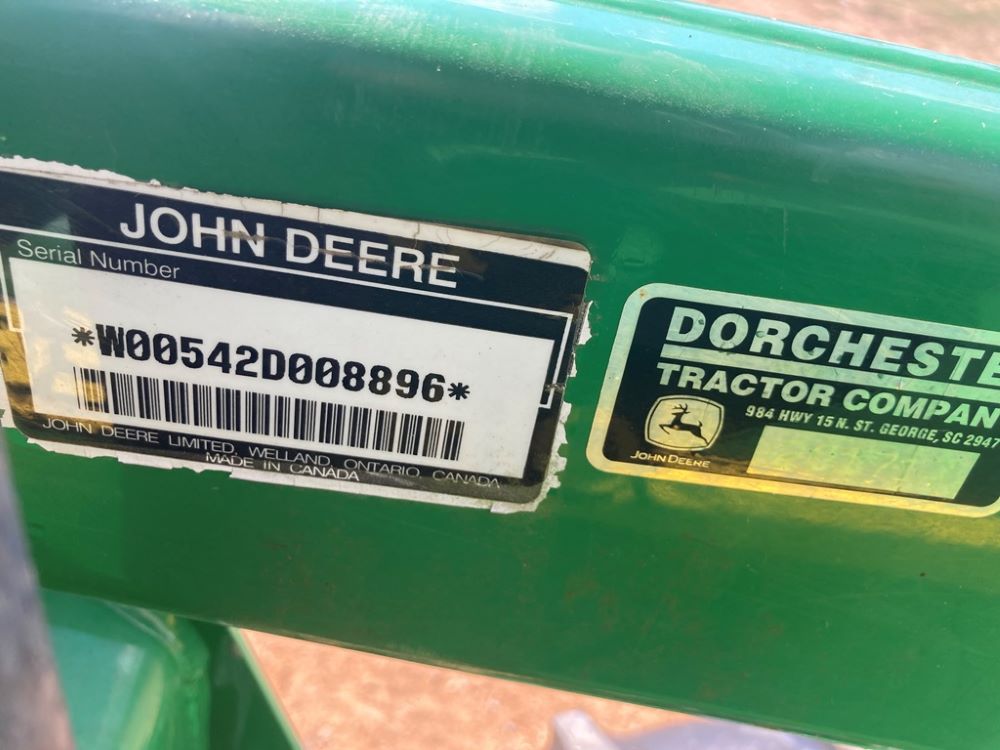 JOHN DEERE
Serial Number
*W00542D008896*
JOHN DEERE LIMITED, WELLAND, ONTARIO, CANADA
MADE IN CANADA
DORCHESTE
TRACTOR COMPAN
984 HWY 15 N. ST. GEORGE, SC 2947
JOHN DEERE